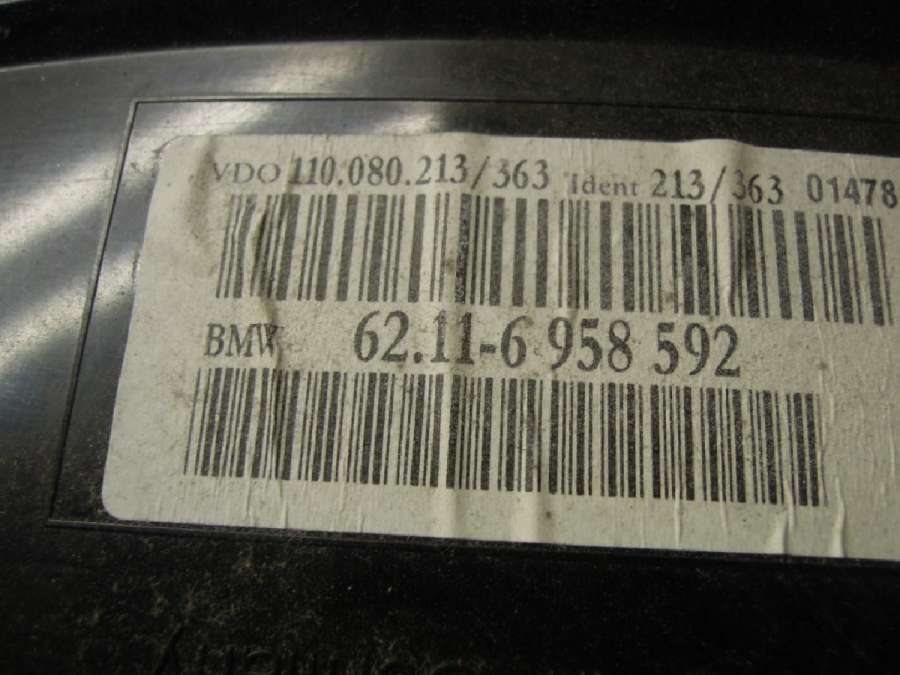 VDO 110.080.213/363 Ident 213/363 01478
BMW 62.11-6 958 592